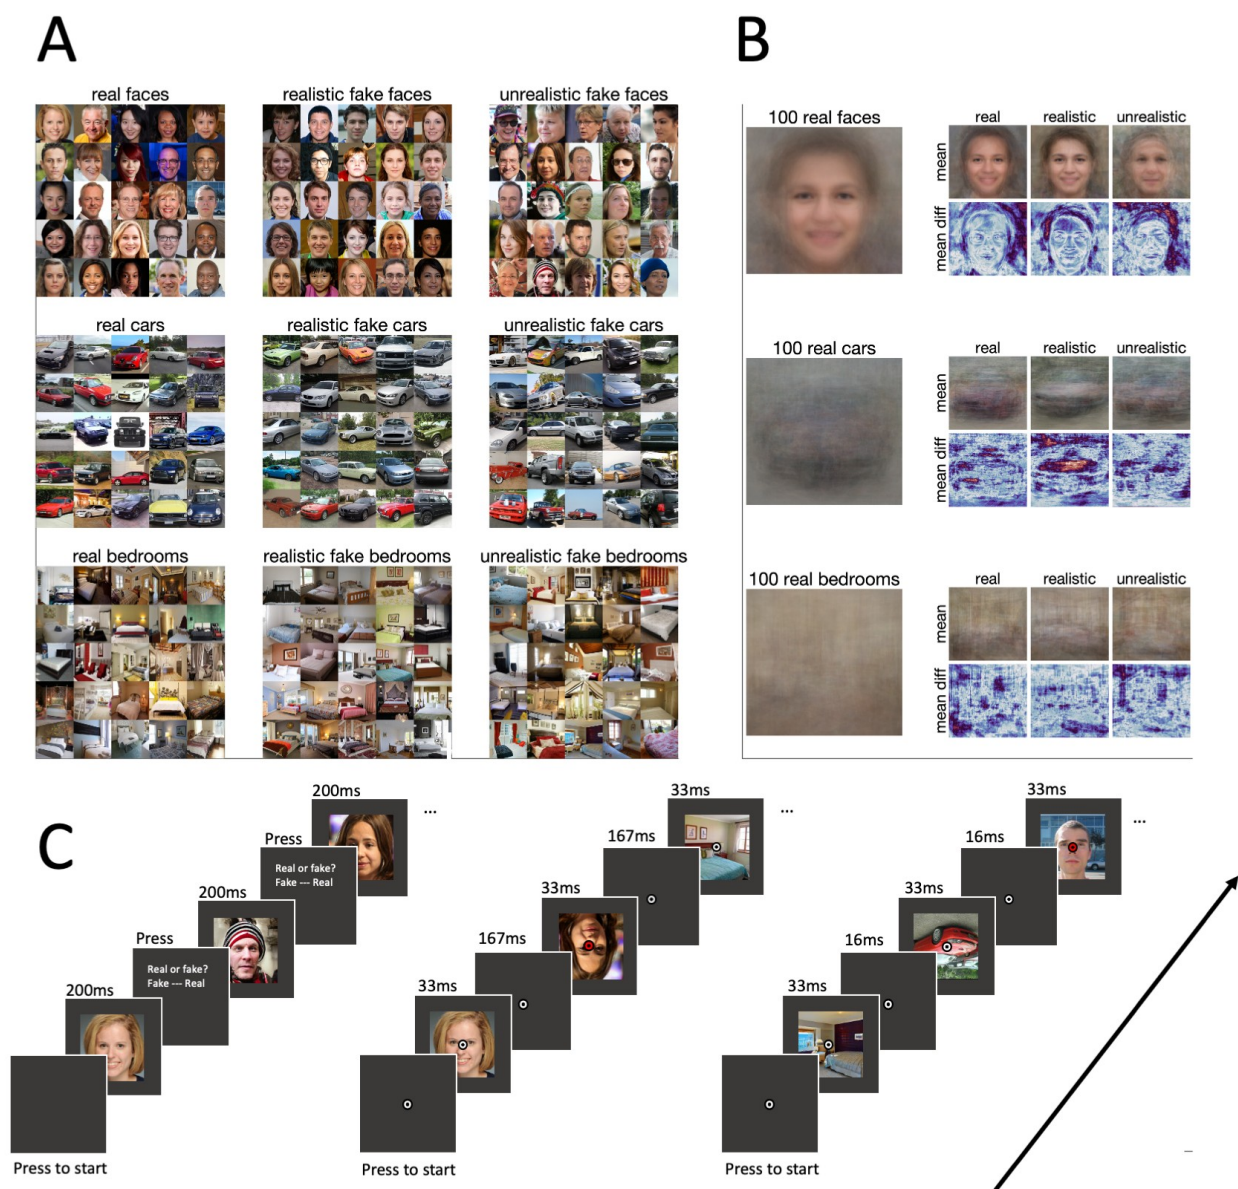 A
real faces
realistic fake faces
unrealistic fake faces
real cars
realistic fake cars
unrealistic fake cars
real bedrooms
realistic fake bedrooms
unrealistic fake bedrooms
B
100 real faces
real
realistic
unrealistic
mean
mean diff
100 real cars
real
realistic
unrealistic
mean
mean diff
100 real bedrooms
real
realistic
unrealistic
mean
mean diff
C
Press to start
200ms
Press
Real or fake?
Fake --- Real
200ms
Press
Real or fake?
Fake --- Real
200ms
...
Press to start
33ms
167ms
33ms
167ms
33ms
...
Press to start
33ms
16ms
33ms
16ms
33ms
...